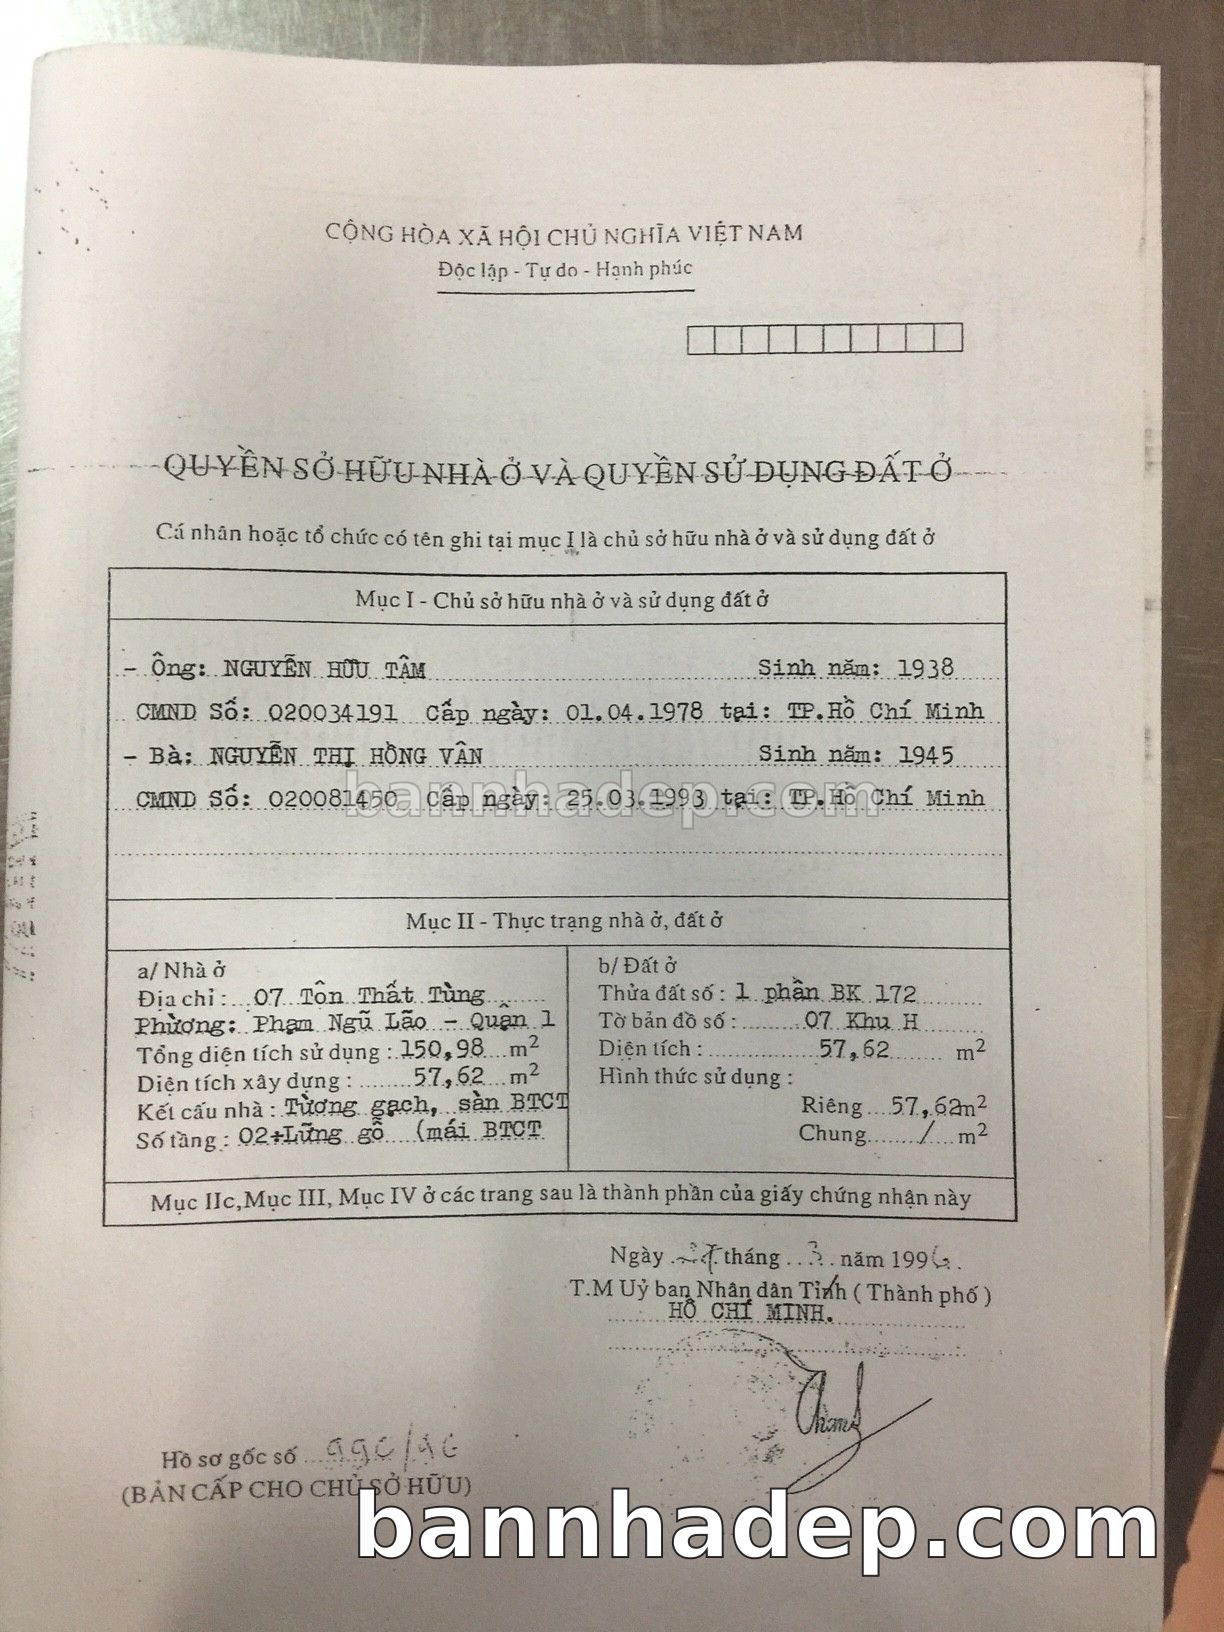 CỘNG HÒA XÃ HỘI CHỦ NGHĨA VIỆT NAM
Độc lập - Tự do - Hạnh phúc
QUYỀN SỞ HỮU NHÀ Ở VÀ QUYỀN SỬ DỤNG ĐẤT Ở
Cá nhân hoặc tổ chức có tên ghi tại mục I là chủ sở hữu nhà ở và sử dụng đất ở
Mục I - Chủ sở hữu nhà ở và sử dụng đất ở
- Ông: NGUYỄN HỮU TÂM Sinh năm: 1938
CMND Số: 020034191 Cấp ngày: 01.04.1978 tại: TP.Hồ Chí Minh
- Bà: NGUYỄN THỊ HỒNG VÂN Sinh năm: 1945
CMND Số: 020081450 Cấp ngày: 25.03.1993 tại: TP.Hồ Chí Minh
bannhadep.com
Mục II - Thực trạng nhà ở, đất ở
a/ Nhà ở
Địa chỉ : 07 Tôn Thất Tùng
Phường: Phạm Ngũ Lão - Quận 1
Tổng diện tích sử dụng : 150,98 m2
Diện tích xây dựng : 57,62 m2
Kết cấu nhà : Tường gạch, sàn BTCT
Số tầng : 02+Lững gỗ (mái BTCT
b/ Đất ở
Thửa đất số : 1 phần BK 172
Tờ bản đồ số : 07 Khu H
Diện tích : 57,62 m2
Hình thức sử dụng :
Riêng 57,62m2
Chung / m2
Mục IIc, Mục III, Mục IV ở các trang sau là thành phần của giấy chứng nhận này
Ngày tháng 3 năm 1996.
T.M Uỷ ban Nhân dân Tỉnh ( Thành phố )
HỒ CHÍ MINH.
Hồ sơ gốc số 990/96
(BẢN CẤP CHO CHỦ SỞ HỮU)
bannhadep.com